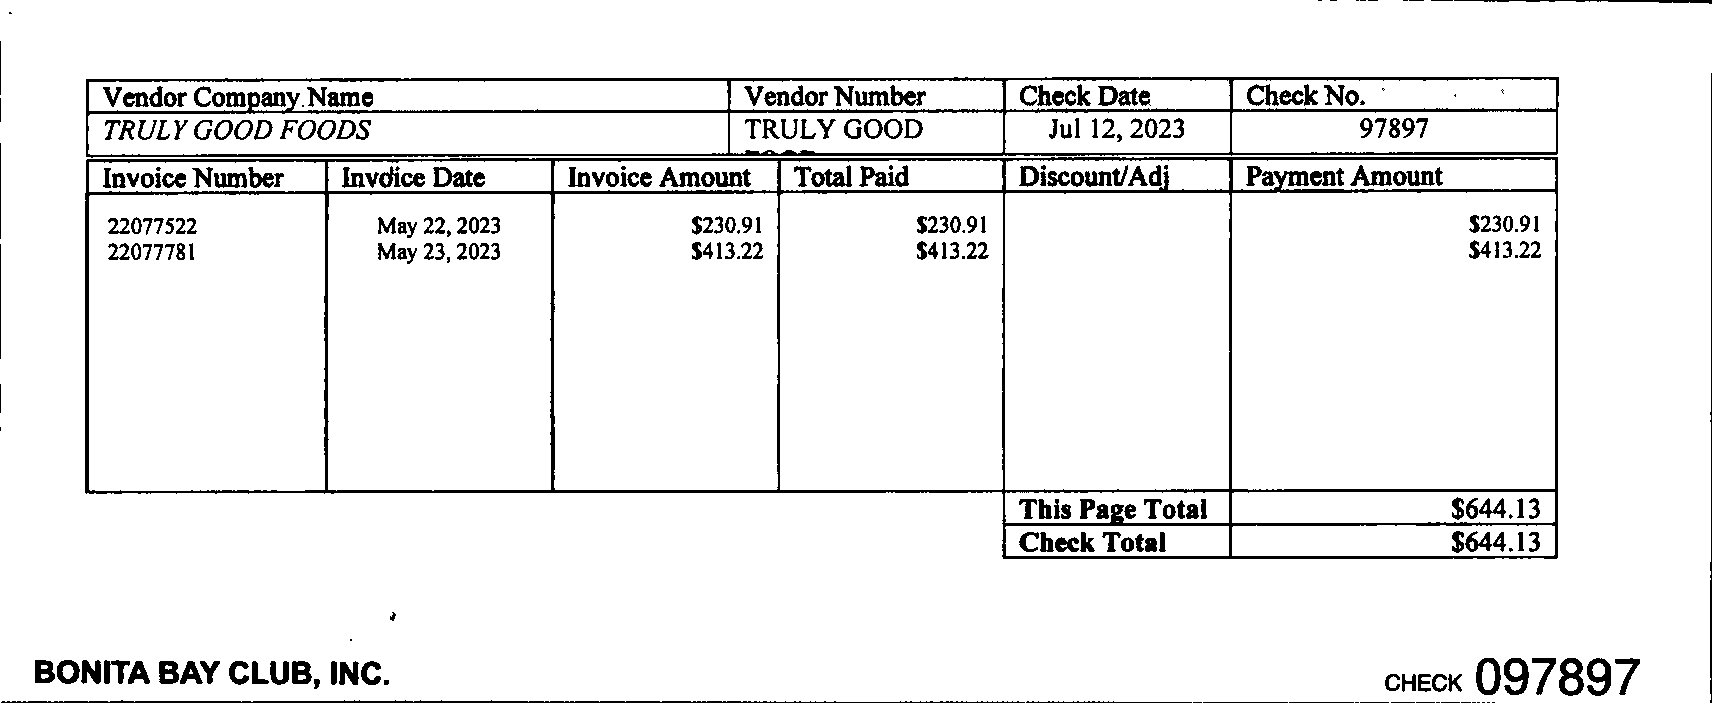 Vendor Company Name Vendor Number Check Date Check No.
TRULY GOOD FOODS TRULY GOOD Jul 12, 2023 97897
Invoice Number Invoice Date Invoice Amount Total Paid Discount/Adj Payment Amount
22077522 May 22, 2023 $230.91 $230.91 $230.91
22077781 May 23, 2023 $413.22 $413.22 $413.22
This Page Total $644.13
Check Total $644.13
BONITA BAY CLUB, INC. CHECK 097897